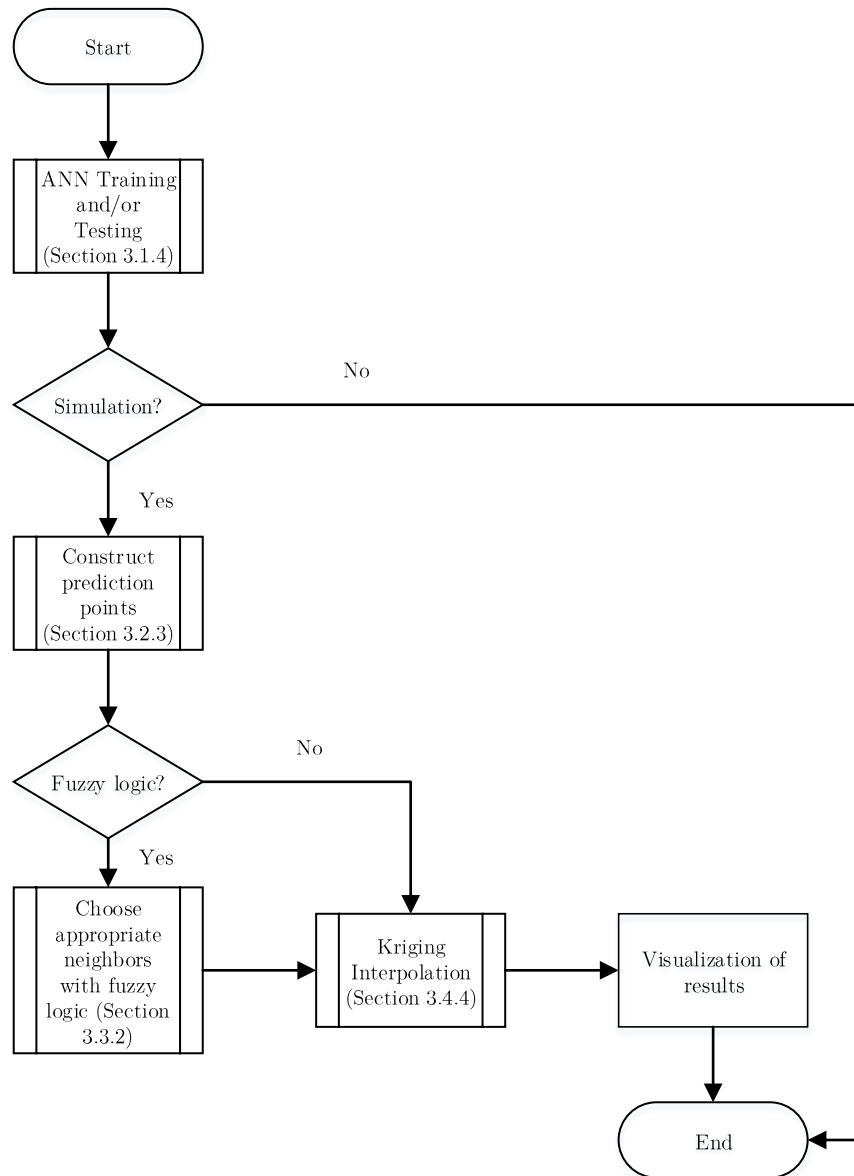 Start
ANN Training
and/or
Testing
(Section 3.1.4)
Simulation?
No
Yes
Construct
prediction
points
(Section 3.2.3)
Fuzzy logic?
No
Yes
Choose
appropriate
neighbors
with fuzzy
logic (Section
3.3.2)
Kriging
Interpolation
(Section 3.4.4)
Visualization of
results
End